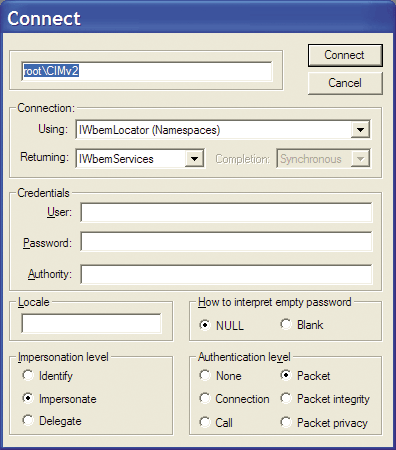 Connect
root\CIMv2
Connect
Cancel
Connection:
Using: IWbemLocator (Namespaces)
Returning: IWbemServices Completion: Synchronous
Credentials
User:
Password:
Authority:
Locale
How to interpret empty password
NULL Blank
Impersonation level
Identify
Impersonate
Delegate
Authentication level
None Packet
Connection Packet integrity
Call Packet privacy